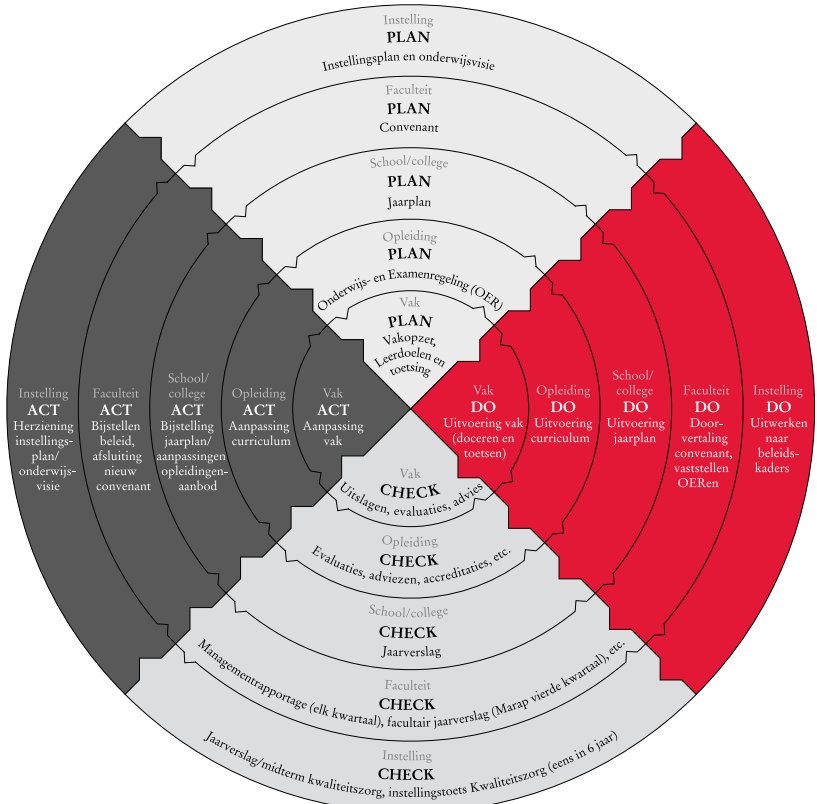 Instelling
PLAN
Instellingsplan en onderwijsvisie
Faculteit
PLAN
Convenant
School/college
PLAN
Jaarplan
Opleiding
PLAN
Onderwijs- en Examenregeling (OER)
Vak
PLAN
Vakopzet,
Leerdoelen en
toetsing
Instelling
ACT
Herziening
instellings-
plan/
onderwijs-
visie
Faculteit
ACT
Bijstellen
beleid,
afsluiting
nieuw
convenant
School/
college
ACT
Bijstelling
jaarplan/
aanpassingen
opleidingen-
aanbod
Opleiding
ACT
Aanpassing
curriculum
Vak
ACT
Aanpassing
vak
Vak
DO
Uitvoering vak
(doceren en
toetsen)
Opleiding
DO
Uitvoering
curriculum
School/
college
DO
Uitvoering
jaarplan
Faculteit
DO
Door-
vertaling
convenant,
vaststellen
OERen
Instelling
DO
Uitwerken
naar
beleids-
kaders
Vak
CHECK
Uitslagen, evaluaties, advies
Opleiding
CHECK
Evaluaties, adviezen, accreditaties, etc.
School/college
CHECK
Jaarverslag
Faculteit
CHECK
Managementrapportage (elk kwartaal), facultair jaarverslag (Marap vierde kwartaal), etc.
Instelling
CHECK
Jaarverslag/midterm kwaliteitszorg, instellingstoets Kwaliteitszorg (eens in 6 jaar)